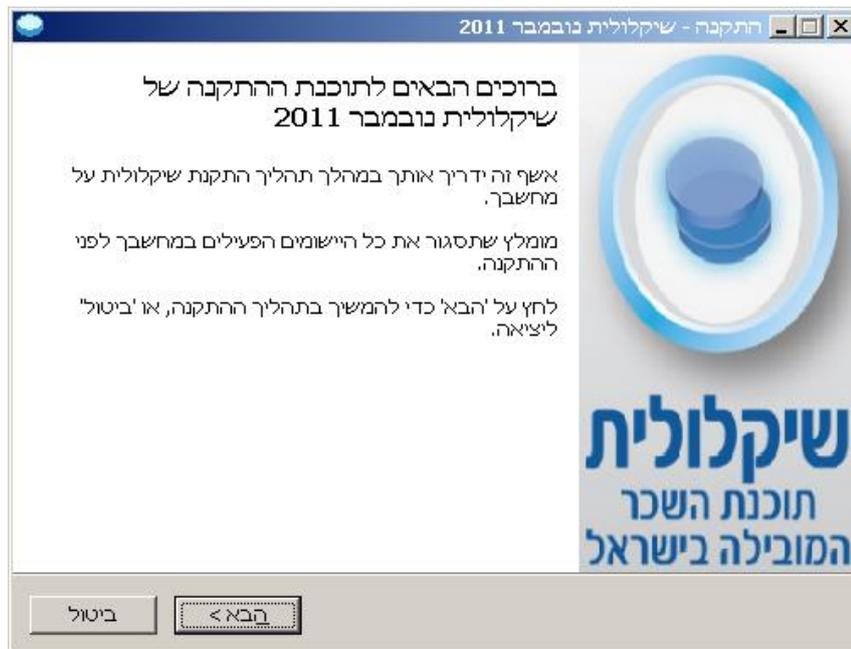 התקנה - שיקלולית נובמבר 2011
ברוכים הבאים לתוכנת ההתקנה של
שיקלולית נובמבר 2011
אשף זה ידריך אותך במהלך תהליך התקנת שיקלולית על
מחשבך.
מומלץ שתסגור את כל היישומים הפעילים במחשבך לפני
ההתקנה.
לחץ על 'הבא' כדי להמשיך בתהליך ההתקנה, או 'ביטול'
ליציאה.
שיקלולית
תוכנת השכר
המובילה בישראל
הבא >
ביטול